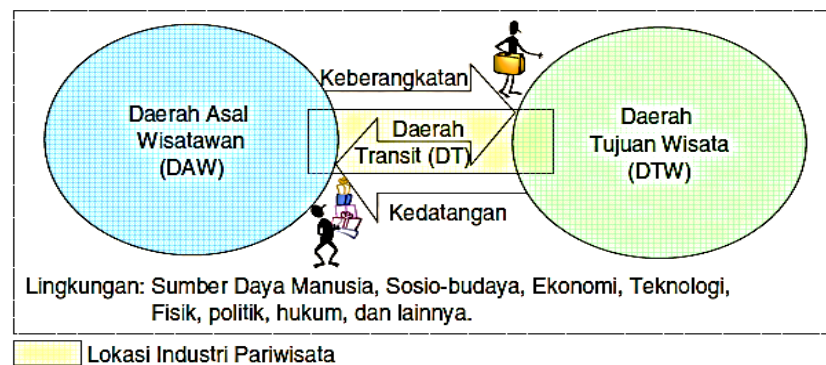 Keberangkatan
Daerah Asal
Wisatawan
(DAW)
Daerah
Transit (DT)
Daerah
Tujuan Wisata
(DTW)
Kedatangan
Lingkungan: Sumber Daya Manusia, Sosio-budaya, Ekonomi, Teknologi,
Fisik, politik, hukum, dan lainnya.
Lokasi Industri Pariwisata